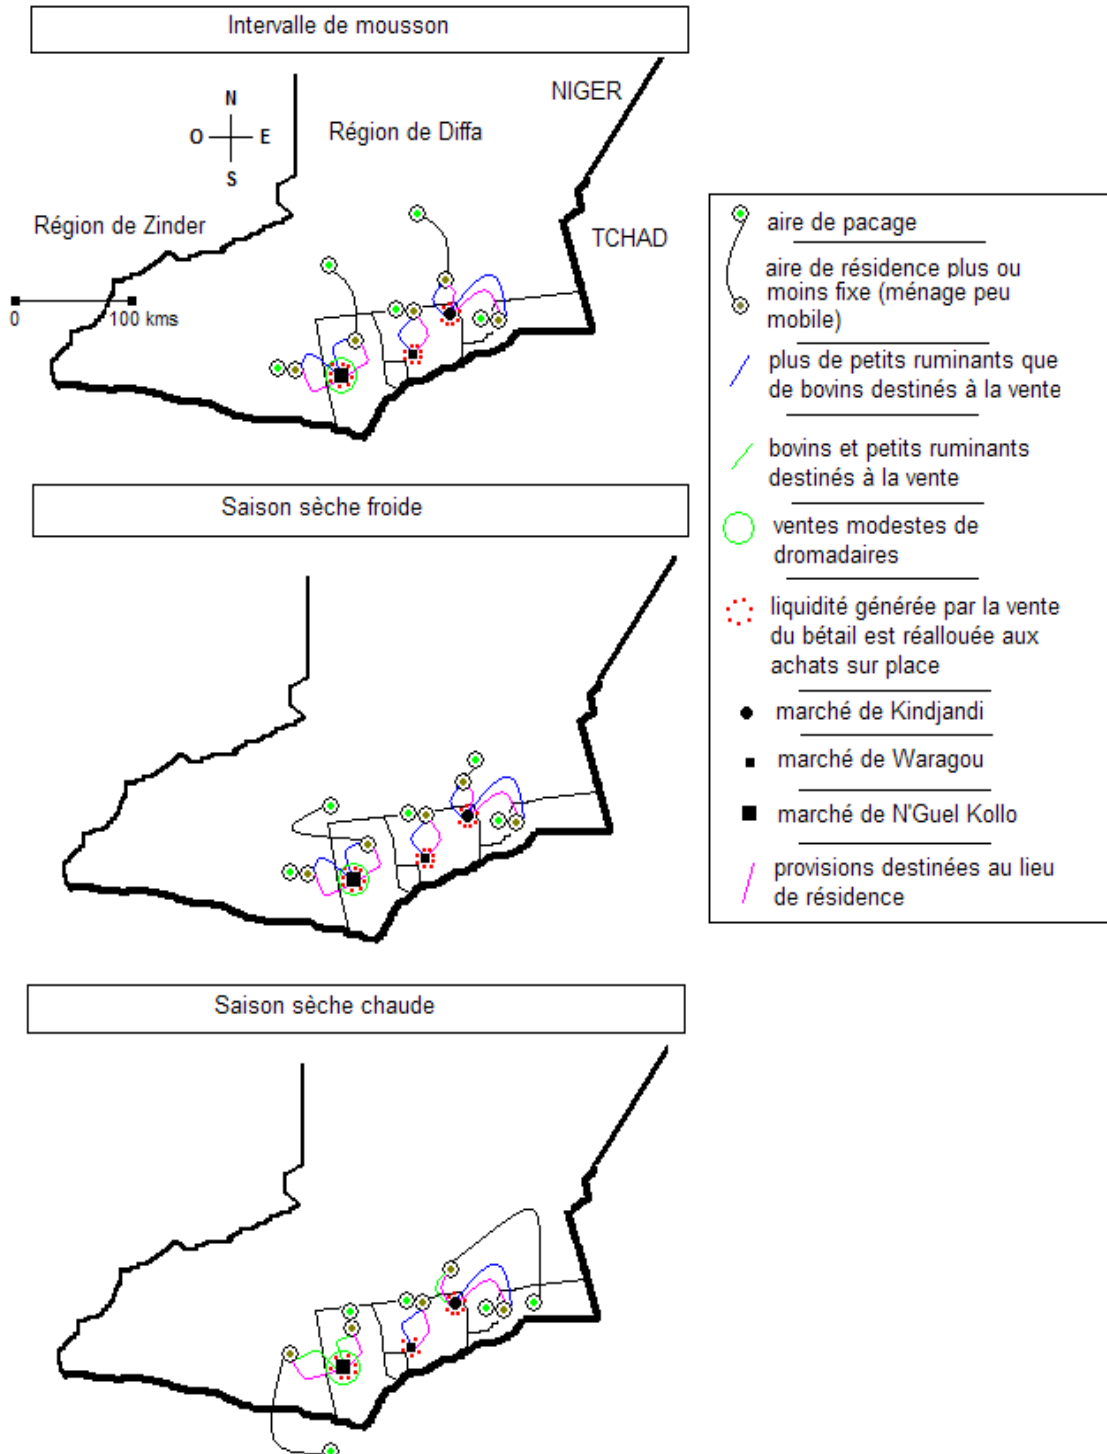 Intervalle de mousson
NIGER
N
O E
S
Région de Diffa
Région de Zinder
TCHAD
0 100 kms
Saison sèche froide
Saison sèche chaude
aire de pacage
aire de résidence plus ou
moins fixe (ménage peu
mobile)
plus de petits ruminants que
de bovins destinés à la vente
bovins et petits ruminants
destinés à la vente
ventes modestes de
dromadaires
liquidité générée par la vente
du bétail est réallouée aux
achats sur place
marché de Kindjandi
marché de Waragou
marché de N'Guel Kollo
provisions destinées au lieu
de résidence